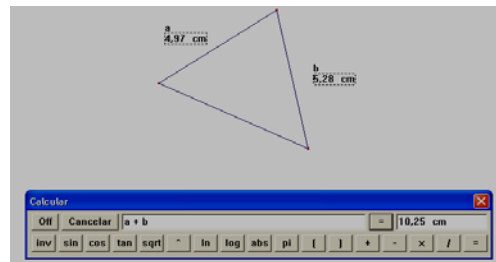 a
4,97 cm
b
5,28 cm
Calcular
Off Cancelar a + b = 10,25 cm
inv sin cos tan sqrt ^ ln log abs pi ( ) + - x / =